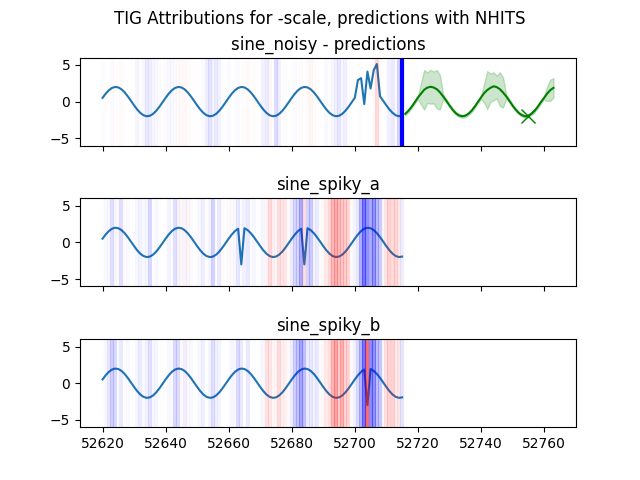 TIG Attributions for -scale, predictions with NHITS
sine_noisy - predictions
5
0
−5
sine_spiky_a
5
0
−5
sine_spiky_b
5
0
−5
52620 52640 52660 52680 52700 52720 52740 52760